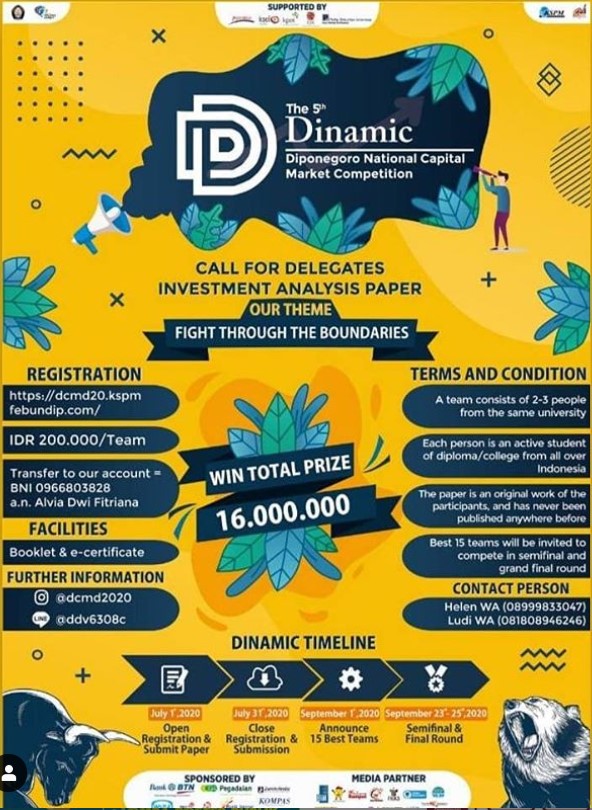 SUPPORTED BY
The 5th
Dinamic
Diponegoro National Capital
Market Competition
CALL FOR DELEGATES
INVESTMENT ANALYSIS PAPER
OUR THEME
FIGHT THROUGH THE BOUNDARIES
REGISTRATION
https://dcmd20.kspm
febundip.com/
IDR 200.000/Team
Transfer to our account =
BNI 0966803828
a.n. Alvia Dwi Fitriana
FACILITIES
Booklet & e-certificate
FURTHER INFORMATION
@dcmd2020
LINE
@ddv6308c
WIN TOTAL PRIZE
16.000.000
TERMS AND CONDITION
A team consists of 2-3 people
from the same university
Each person is an active student
of diploma/college from all over
Indonesia
The paper is an original work of the
participants, and has never been
published anywhere before
Best 15 teams will be invited to
compete in semifinal and
grand final round
CONTACT PERSON
Helen WA (08999833047)
Ludi WA (081808946246)
DINAMIC TIMELINE
July 1st,2020
Open
Registration &
Submit Paper
July 31st,2020
Close
Registration &
Submission
September 1st,2020
Announce
15 Best Teams
September 23rd- 25th,2020
Semifinal &
Final Round
SPONSORED BY
Bank BTN
Pegadaian
KOMPAS
MEDIA PARTNER